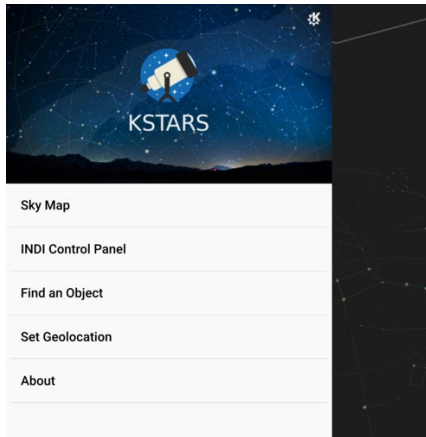 KSTARS
Sky Map
INDI Control Panel
Find an Object
Set Geolocation
About